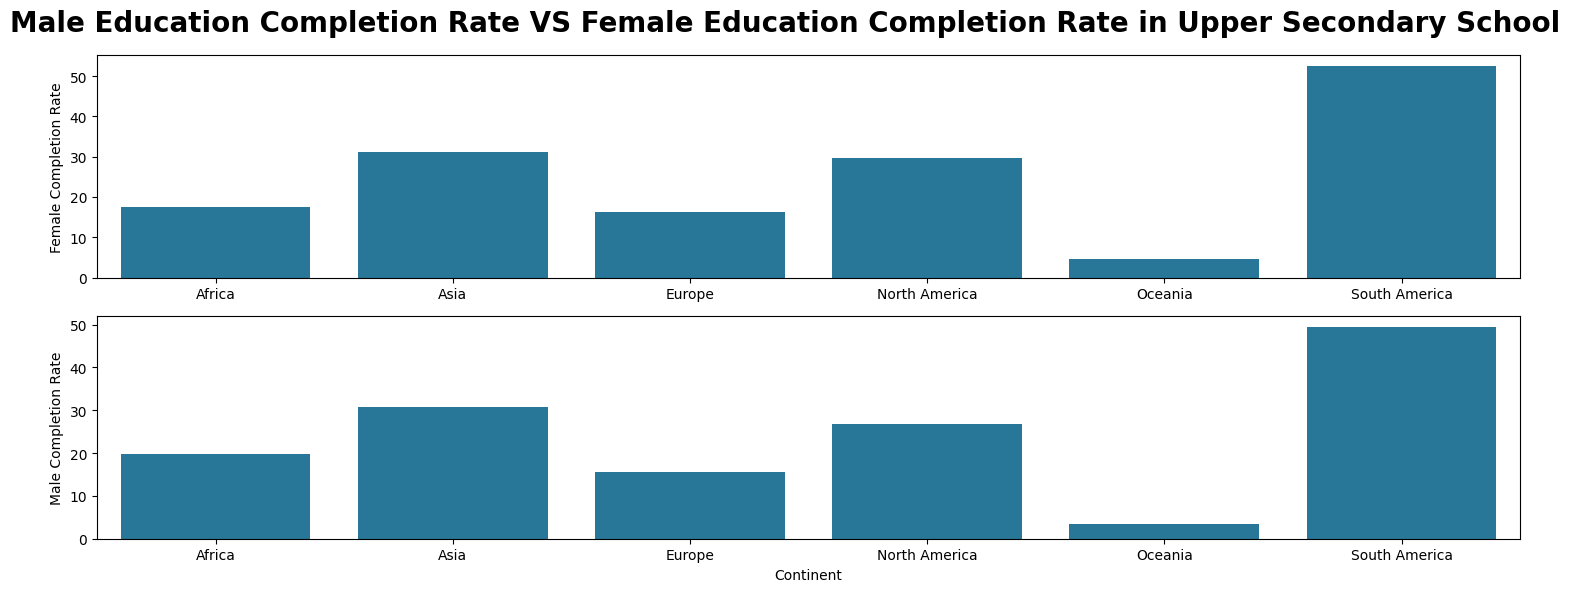 Male Education Completion Rate VS Female Education Completion Rate in Upper Secondary School
Female Completion Rate
50
40
30
20
10
0
Africa Asia Europe North America Oceania South America
Male Completion Rate
50
40
30
20
10
0
Africa Asia Europe North America Oceania South America
Continent